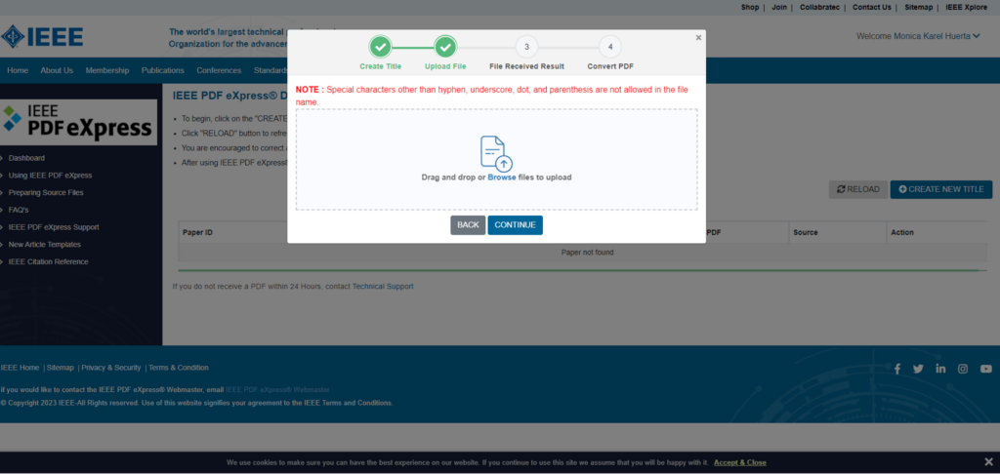 Shop | Join | Collabratec | Contact Us | Sitemap | IEEE Xplore
IEEE
The world's largest technical
Organization for the advancer
Welcome Monica Karel Huerta
Home About Us Membership Publications Conferences Standards
×
3
4
Create Title Upload File File Received Result Convert PDF
NOTE : Special characters other than hyphen, underscore, dot, and parenthesis are not allowed in the file
name.
Drag and drop or Browse files to upload
BACK CONTINUE
IEEE
PDF eXpress
Dashboard
Using IEEE PDF eXpress
Preparing Source Files
FAQ's
IEEE PDF eXpress Support
New Article Templates
IEEE Citation Reference
IEEE PDF eXpress® D
To begin, click on the "CREATE
Click "RELOAD" button to refre
You are encouraged to correct
After using IEEE PDF eXpress®
RELOAD CREATE NEW TITLE
Paper ID PDF Source Action
Paper not found
If you do not receive a PDF within 24 Hours, contact Technical Support
IEEE Home | Sitemap | Privacy & Security | Terms & Condition
if you would like to contact the IEEE PDF eXpress® Webmaster, email IEEE PDF eXpress® Webmaster
© Copyright 2023 IEEE-All Rights reserved. Use of this website signifies your agreement to the IEEE Terms and Conditions.
We use cookies to make sure you can have the best experience on our website. If you continue to use this site we assume that you will be happy with it. Accept & Close